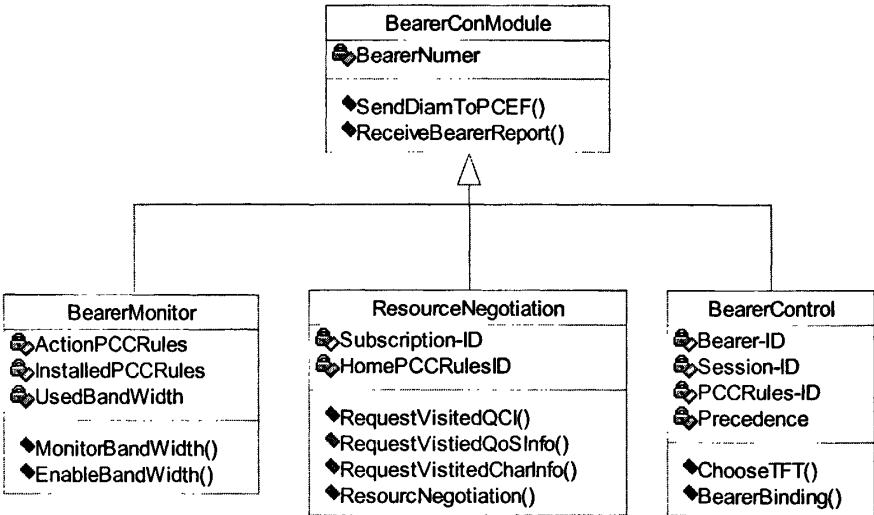 BearerConModule
BearerNumer
SendDiamToPCEF()
ReceiveBearerReport()
BearerMonitor
ActionPCCRules
InstalledPCCRules
UsedBandWidth
MonitorBandWidth()
EnableBandWidth()
ResourceNegotiation
Subscription-ID
HomePCCRulesID
RequestVisitedQCI()
RequestVistiedQoSInfo()
RequestVistitedCharInfo()
ResourcNegotiation()
BearerControl
Bearer-ID
Session-ID
PCCRules-ID
Precedence
ChooseTFT()
BearerBinding()